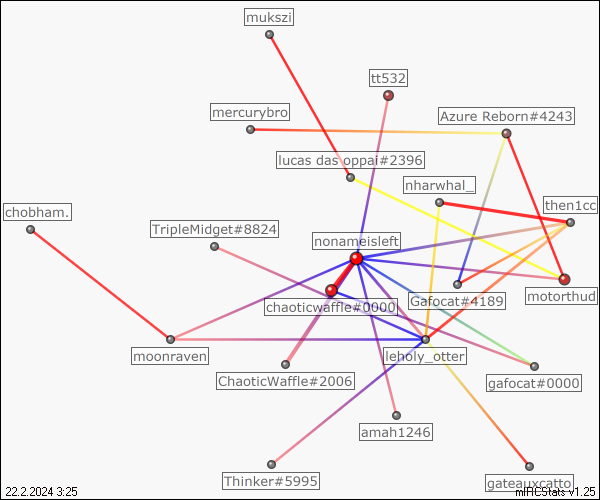 mukszi
tt532
mercurybro
Azure Reborn#4243
lucas das oppai#2396
nharwhal_
chobham.
then1cc
TripleMidget#8824
nonameisleft
Gafocat#4189
motorthud
chaoticwaffle#0000
moonraven
leholy_otter
ChaoticWaffle#2006
gafocat#0000
amah1246
Thinker#5995
gateauxcatto
22.2.2024 3:25
mIRCStats v1.25